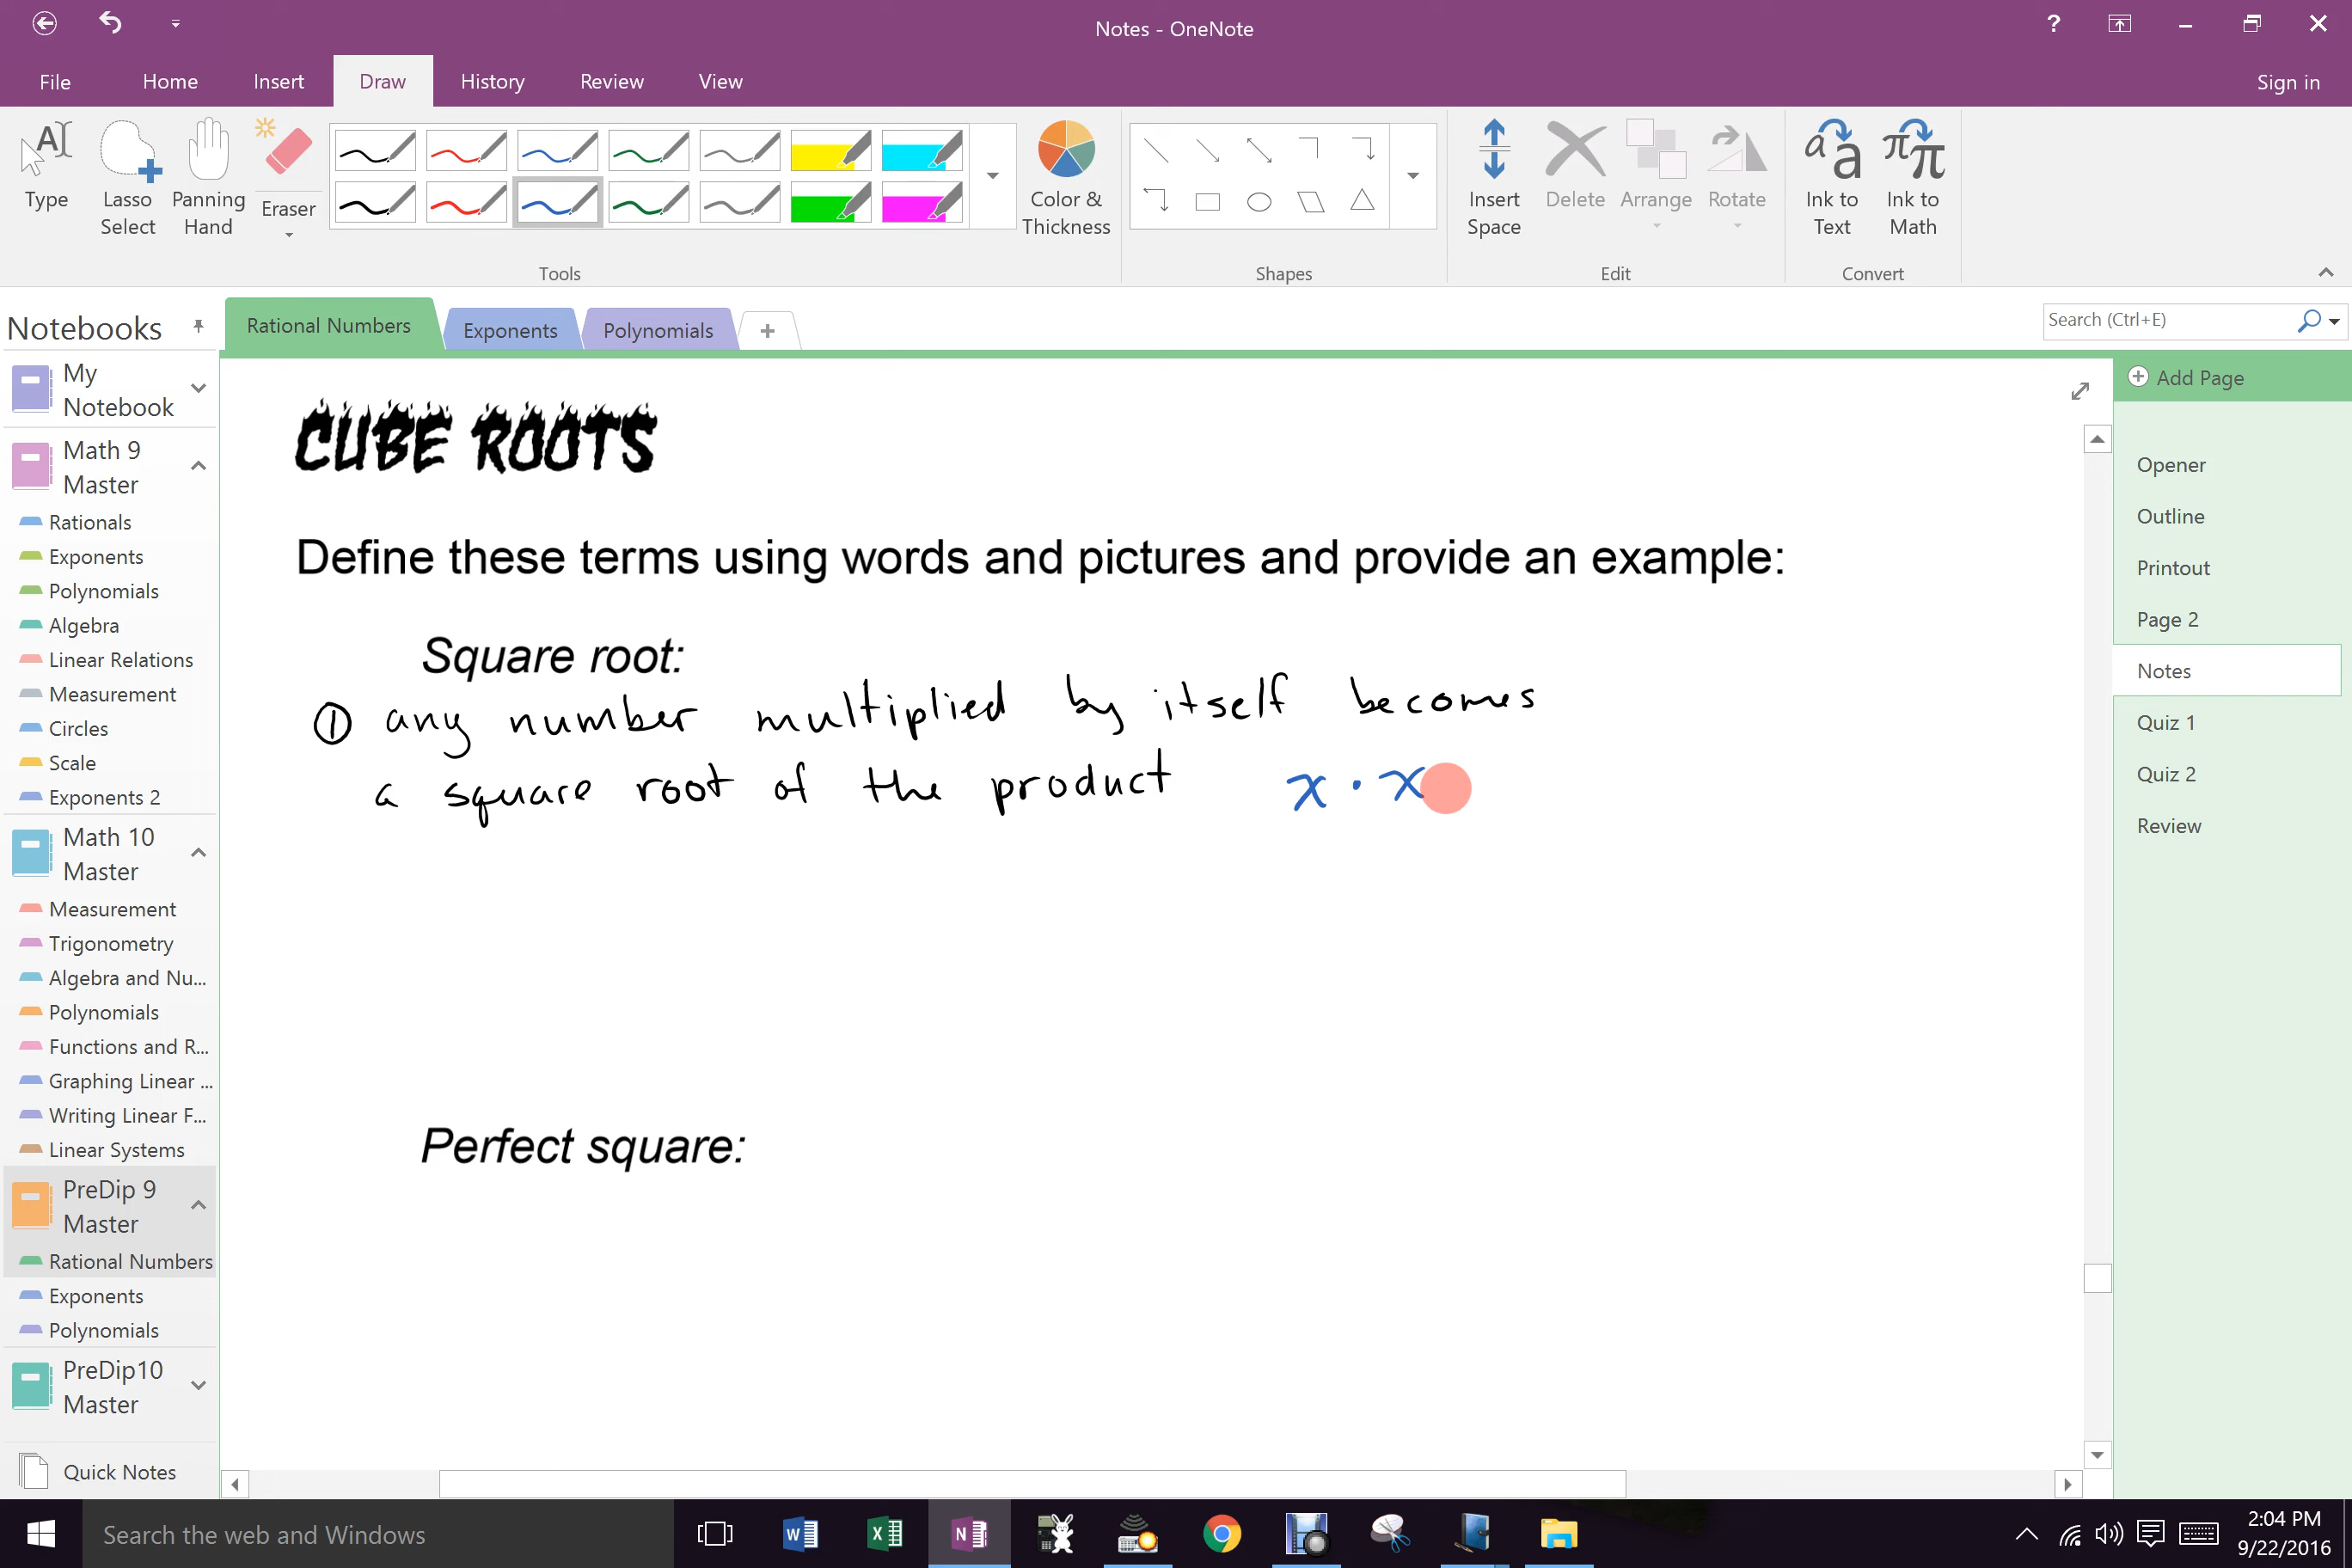 Notes - OneNote
File Home Insert Draw History Review View Sign in
Type
Lasso Select
Panning Hand
Eraser
Color & Thickness
Insert Space
Delete
Arrange
Rotate
Ink to Text
Ink to Math
Tools
Shapes
Edit
Convert
Notebooks
Rational Numbers
Exponents
Polynomials
Search (Ctrl+E)
My Notebook
Math 9 Master
Rationals
Exponents
Polynomials
Algebra
Linear Relations
Measurement
Circles
Scale
Exponents 2
Math 10 Master
Measurement
Trigonometry
Algebra and Nu...
Polynomials
Functions and R...
Graphing Linear ...
Writing Linear F...
Linear Systems
PreDip 9 Master
Rational Numbers
Exponents
Polynomials
PreDip10 Master
Quick Notes
CUBE ROOTS
Define these terms using words and pictures and provide an example:
Square root:
① any number multiplied by itself becomes
a square root of the product x · x
Perfect square:
Add Page
Opener
Outline
Printout
Page 2
Notes
Quiz 1
Quiz 2
Review
Search the web and Windows
2:04 PM
9/22/2016